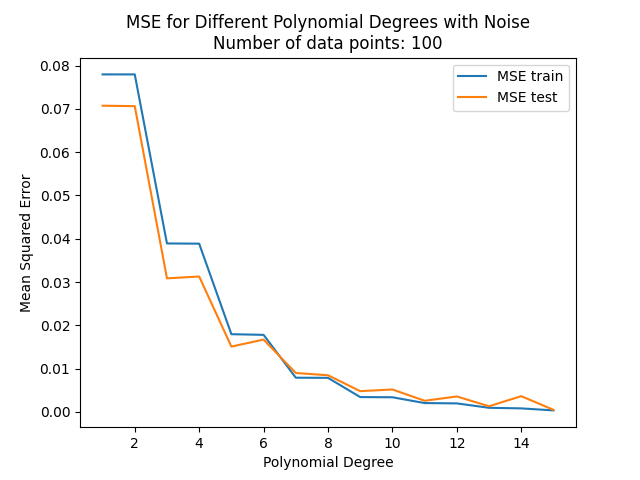 MSE for Different Polynomial Degrees with Noise
Number of data points: 100
MSE train
MSE test
0.08
0.07
0.06
0.05
0.04
0.03
0.02
0.01
0.00
Mean Squared Error
2 4 6 8 10 12 14
Polynomial Degree